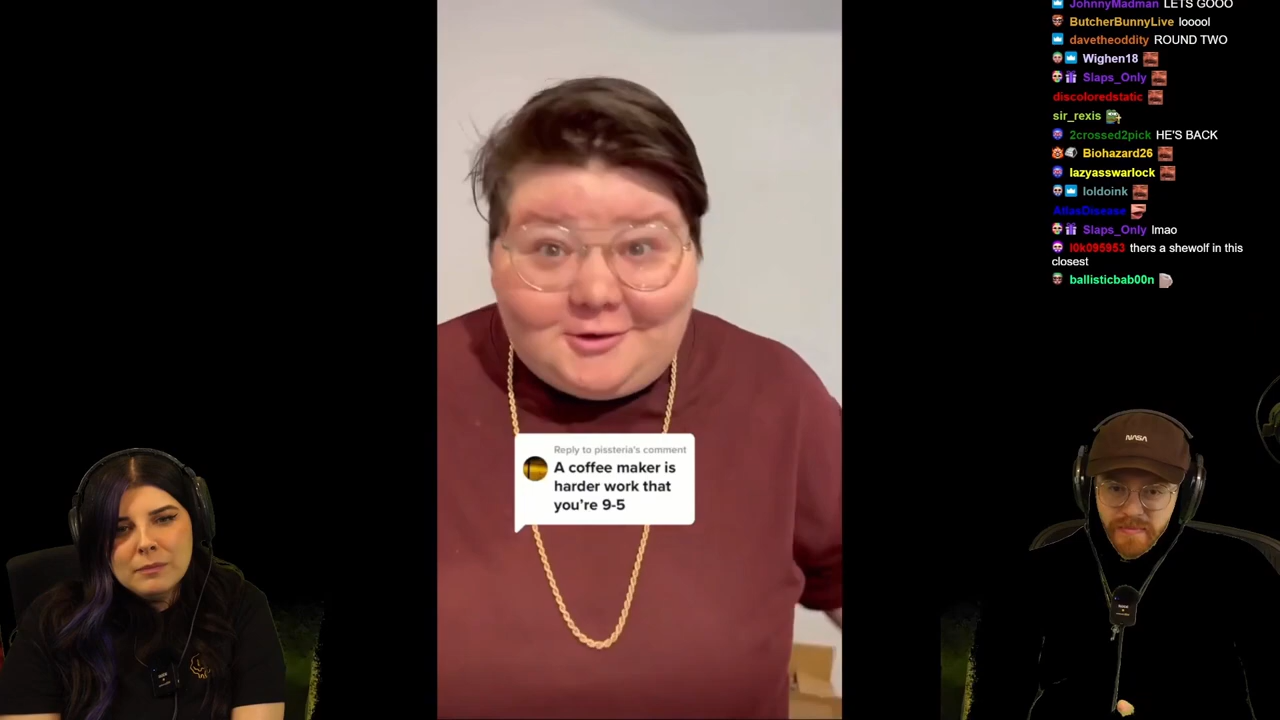 JohnnyMadman LETS GOOO
ButcherBunnyLive looool
davetheoddity ROUND TWO
Wighen18
Slaps_Only
discoloredstatic
sir_rexis
2crossed2pick HE'S BACK
Biohazard26
lazyasswarlock
loldoink
AtlasDisease
Slaps_Only lmao
l0k095953 thers a shewolf in this
closest
ballisticbab00n
Reply to pissteria's comment
A coffee maker is
harder work that
you're 9-5
NASA